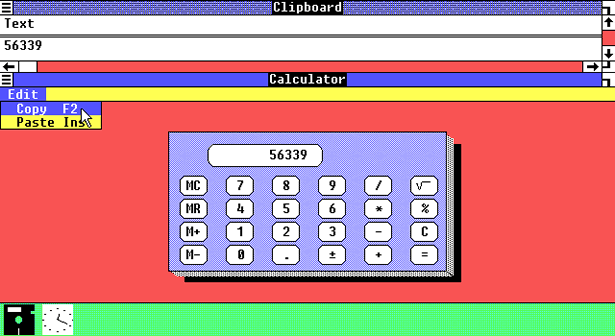 Clipboard
Text
56339
Calculator
Edit
Copy F2
Paste Ins
56339
MC 7 8 9 / √
MR 4 5 6 * %
M+ 1 2 3 - C
M- 0 . ± + =